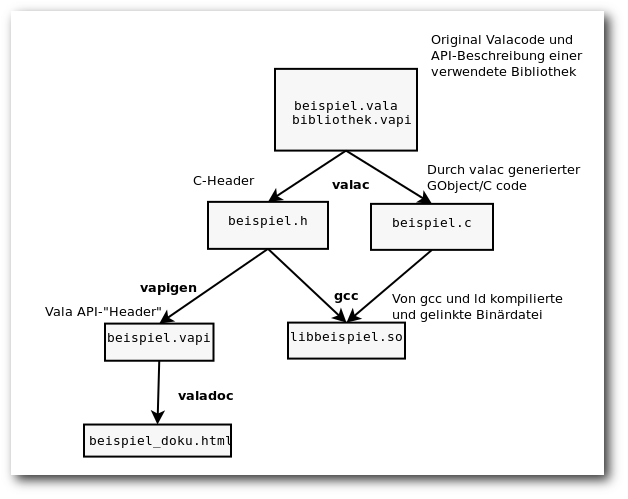 Original Valacode und
API-Beschreibung einer
verwendete Bibliothek
beispiel.vala
bibliothek.vapi
C-Header
valac
Durch valac generierter
GObject/C code
beispiel.h
beispiel.c
vapigen
gcc
Von gcc und ld kompilierte
und gelinkte Binärdatei
Vala API-"Header"
beispiel.vapi
libbeispiel.so
valadoc
beispiel_doku.html